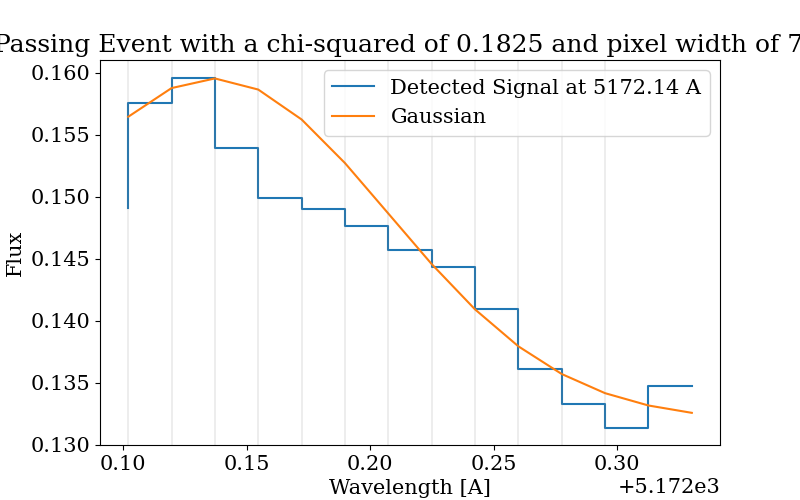 Passing Event with a chi-squared of 0.1825 and pixel width of 7
0.160
0.155
0.150
0.145
0.140
0.135
0.130
Flux
Detected Signal at 5172.14 A
Gaussian
0.10 0.15 0.20 0.25 0.30
Wavelength [A]
+5.172e3